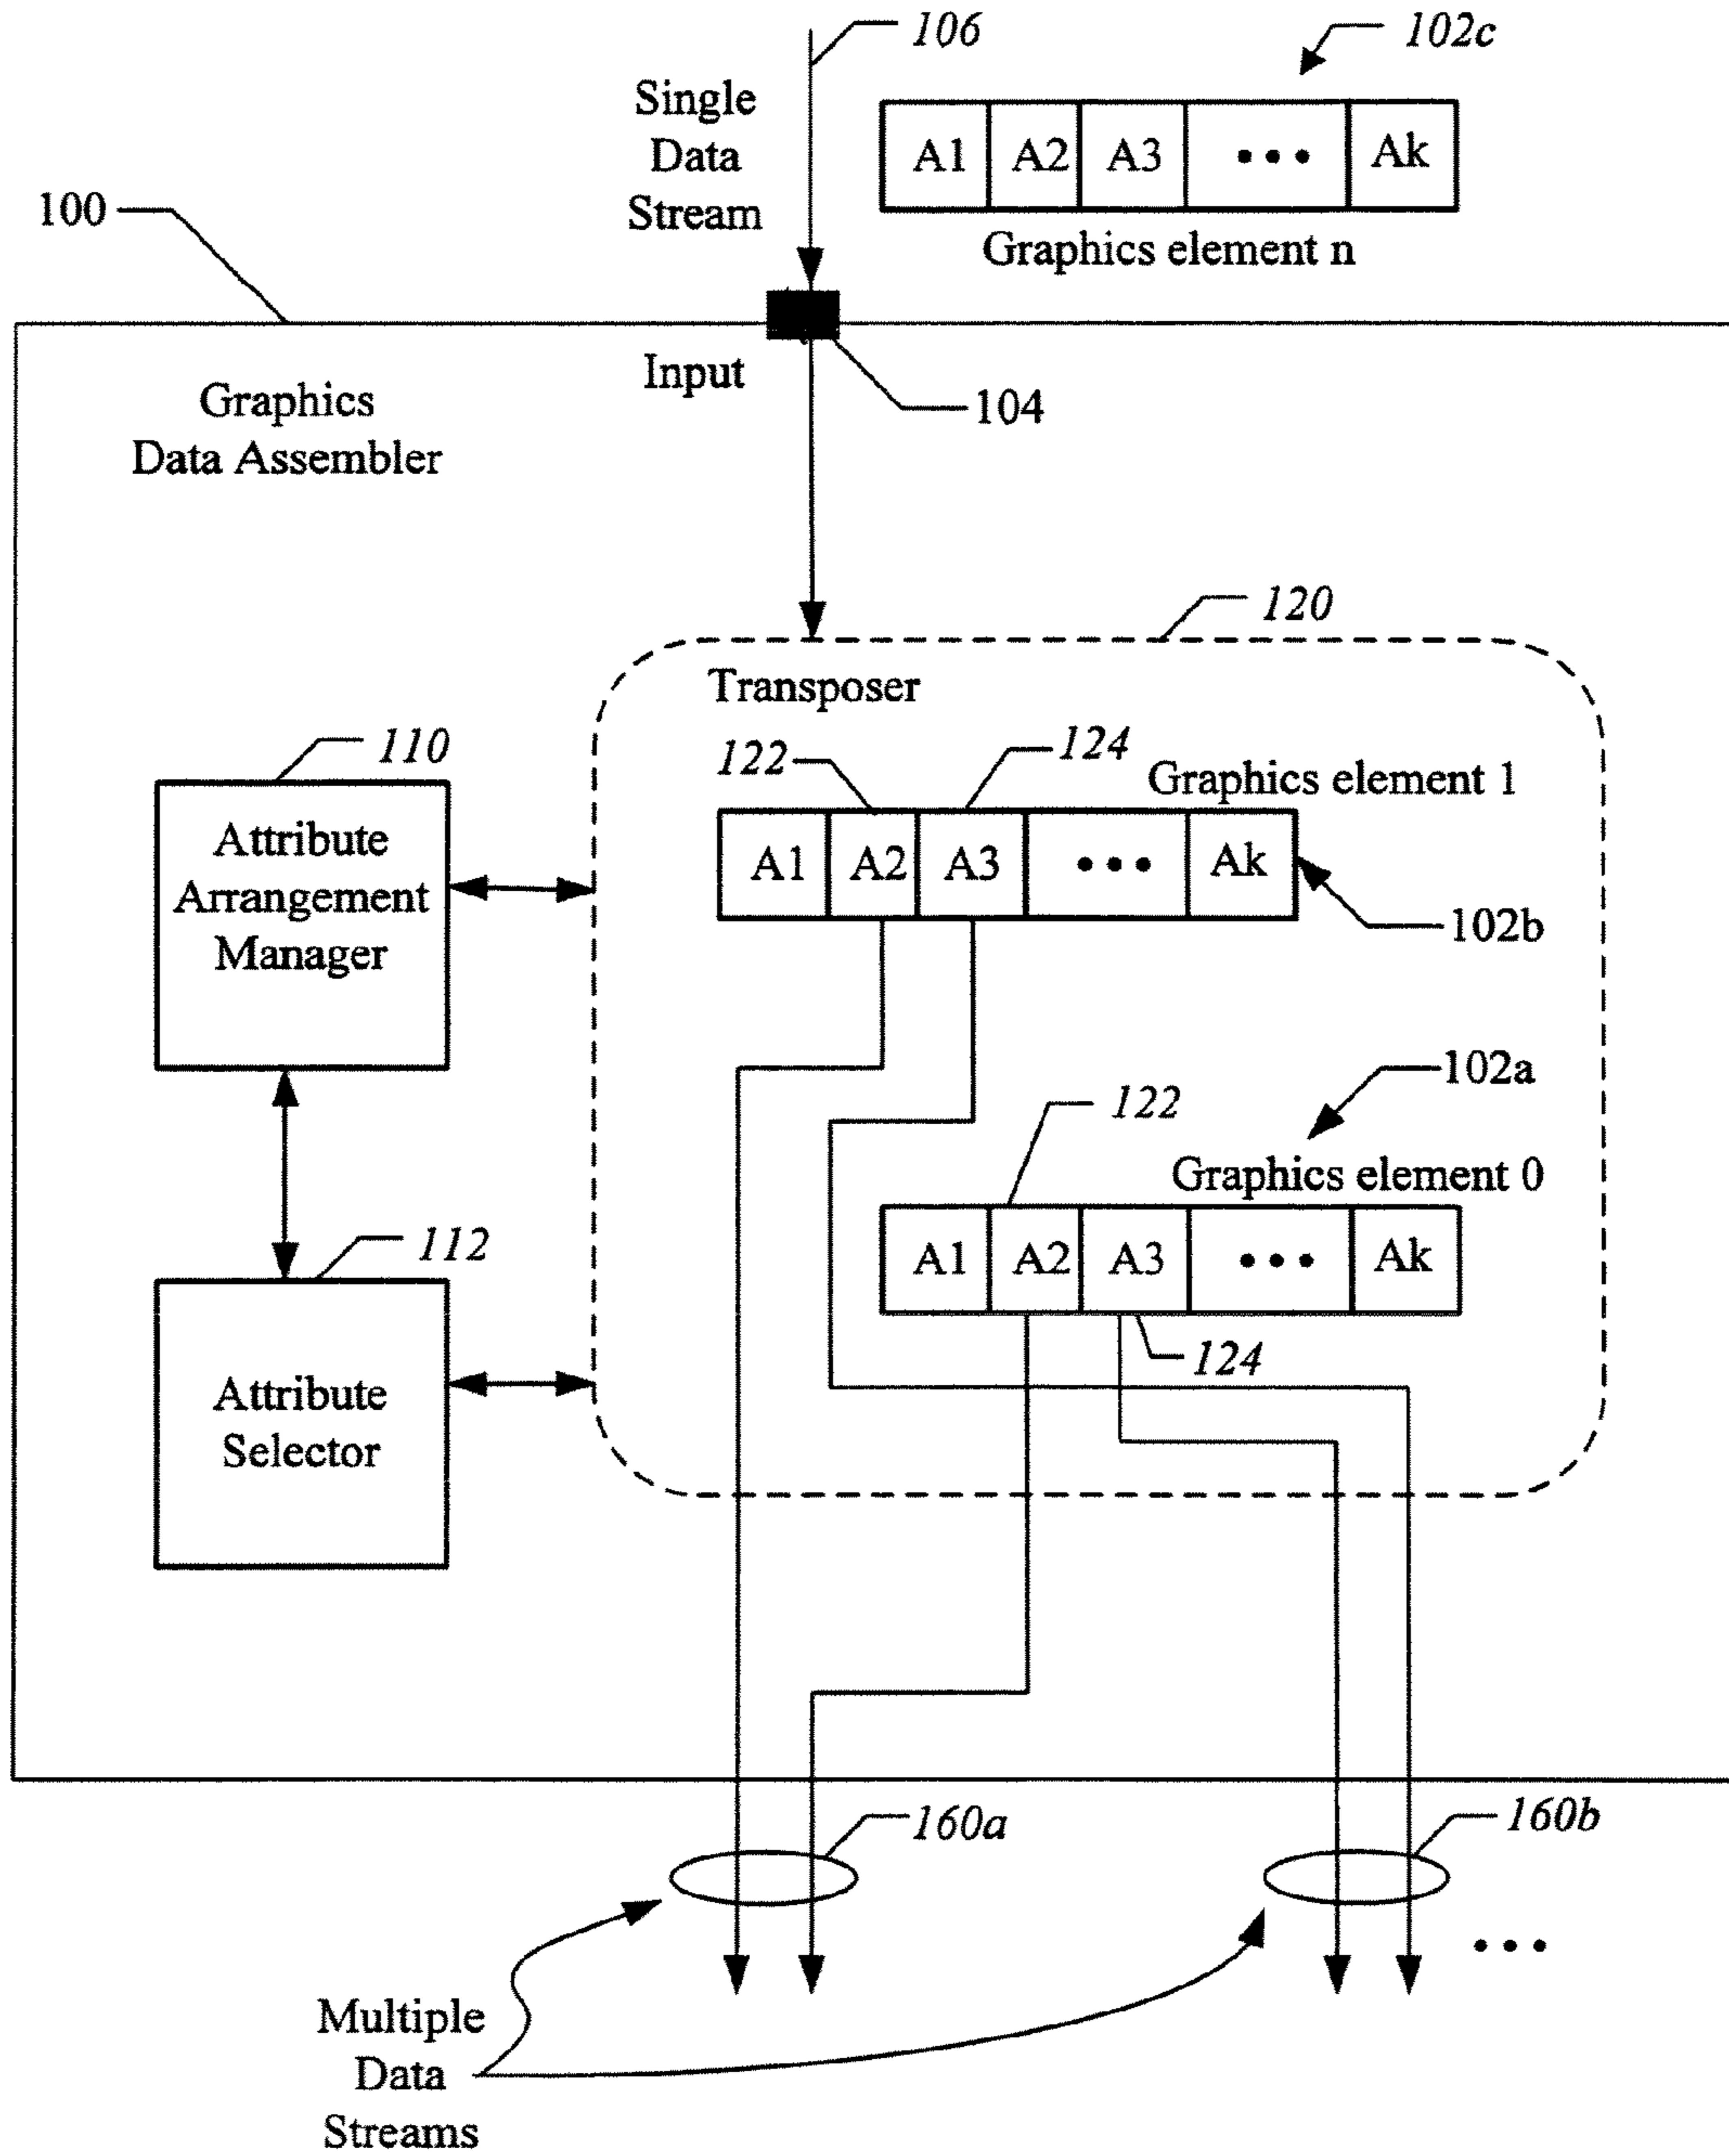 106
102c
Single
Data
Stream
A1 A2 A3 ••• Ak
Graphics element n
100
Input
104
Graphics
Data Assembler
120
Transposer
110
122
124
Graphics element 1
Attribute
Arrangement
Manager
A1 A2 A3 ••• Ak
102b
102a
122
Graphics element 0
112
A1 A2 A3 ••• Ak
124
Attribute
Selector
160a
160b
•••
Multiple
Data
Streams